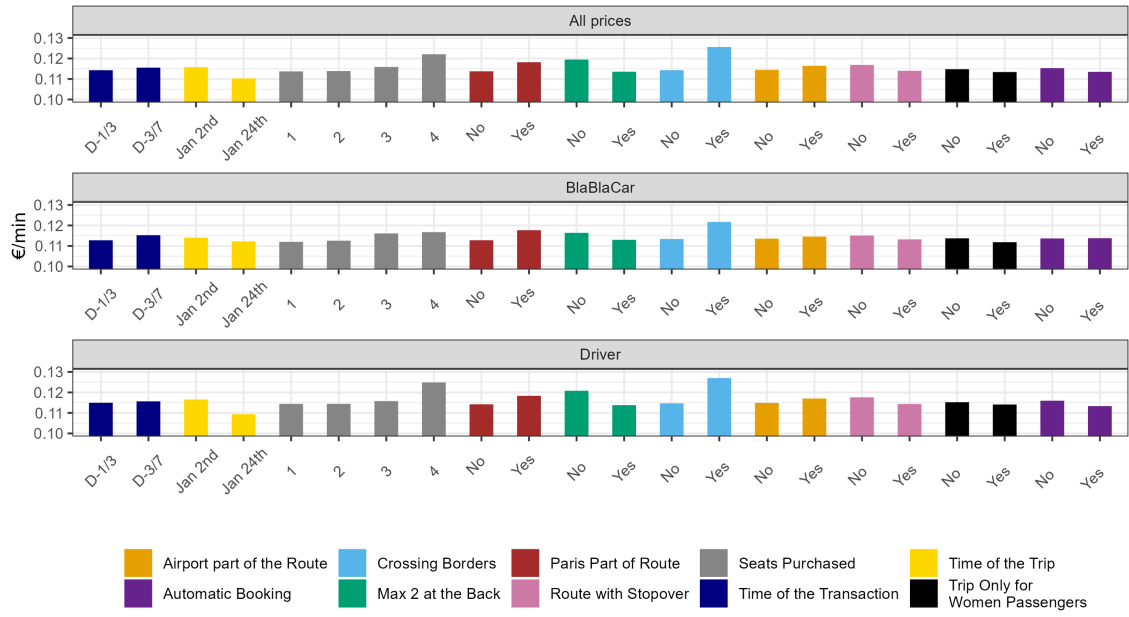 All prices
0.13
0.12
0.11
0.10
D-1/3 D-3/7 Jan 2nd Jan 24th 1 2 3 4 No Yes No Yes No Yes No Yes No Yes No Yes No Yes
BlaBlaCar
€/min
0.13
0.12
0.11
0.10
D-1/3 D-3/7 Jan 2nd Jan 24th 1 2 3 4 No Yes No Yes No Yes No Yes No Yes No Yes No Yes
Driver
0.13
0.12
0.11
0.10
D-1/3 D-3/7 Jan 2nd Jan 24th 1 2 3 4 No Yes No Yes No Yes No Yes No Yes No Yes No Yes
Airport part of the Route Crossing Borders Paris Part of Route Seats Purchased Time of the Trip
Automatic Booking Max 2 at the Back Route with Stopover Time of the Transaction Trip Only for
Women Passengers